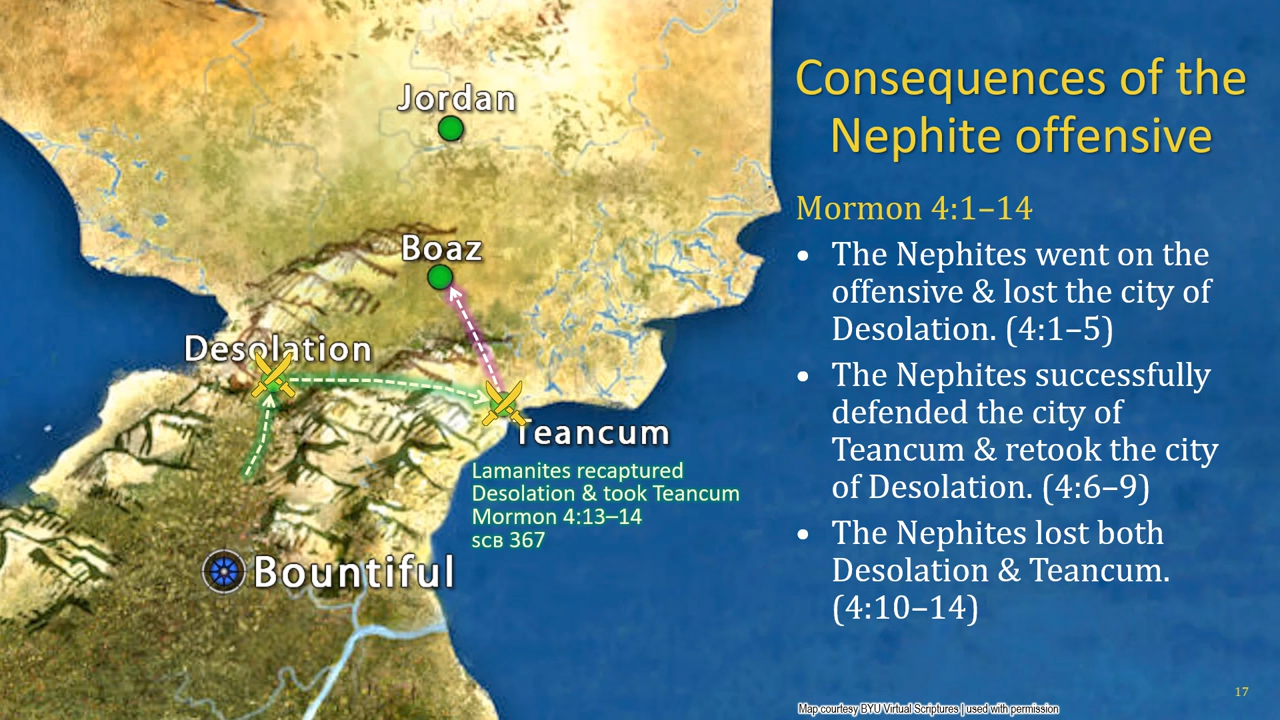 Consequences of the
Nephite offensive
Mormon 4:1–14
• The Nephites went on the
offensive & lost the city of
Desolation. (4:1–5)
• The Nephites successfully
defended the city of
Teancum & retook the city
of Desolation. (4:6–9)
• The Nephites lost both
Desolation & Teancum.
(4:10–14)
Jordan
Boaz
Desolation
Teancum
Lamanites recaptured
Desolation & took Teancum
Mormon 4:13–14
SCB 367
Bountiful
17
Map courtesy BYU Virtual Scriptures | used with permission